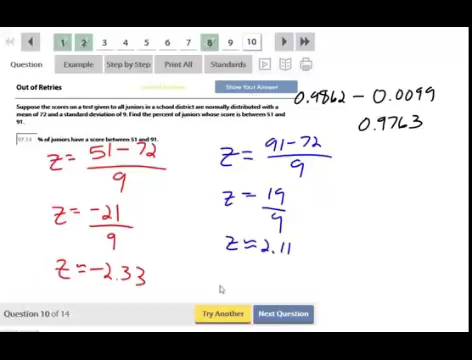 1 2 3 4 5 6 7 8 9 10
Question Example Step by Step Print All Standards
Out of Retries
Show Your Answer
Suppose the scores on a test given to all juniors in a school district are normally distributed with a
mean of 72 and a standard deviation of 9. Find the percent of juniors whose score is between 51 and
91.
% of juniors have a score between 51 and 91.
0.9862 - 0.0099
0.9763
z = 51-72
9
z = -21
9
z ≈ -2.33
z = 91-72
9
z = 19
9
z ≈ 2.11
Question 10 of 14
Try Another
Next Question